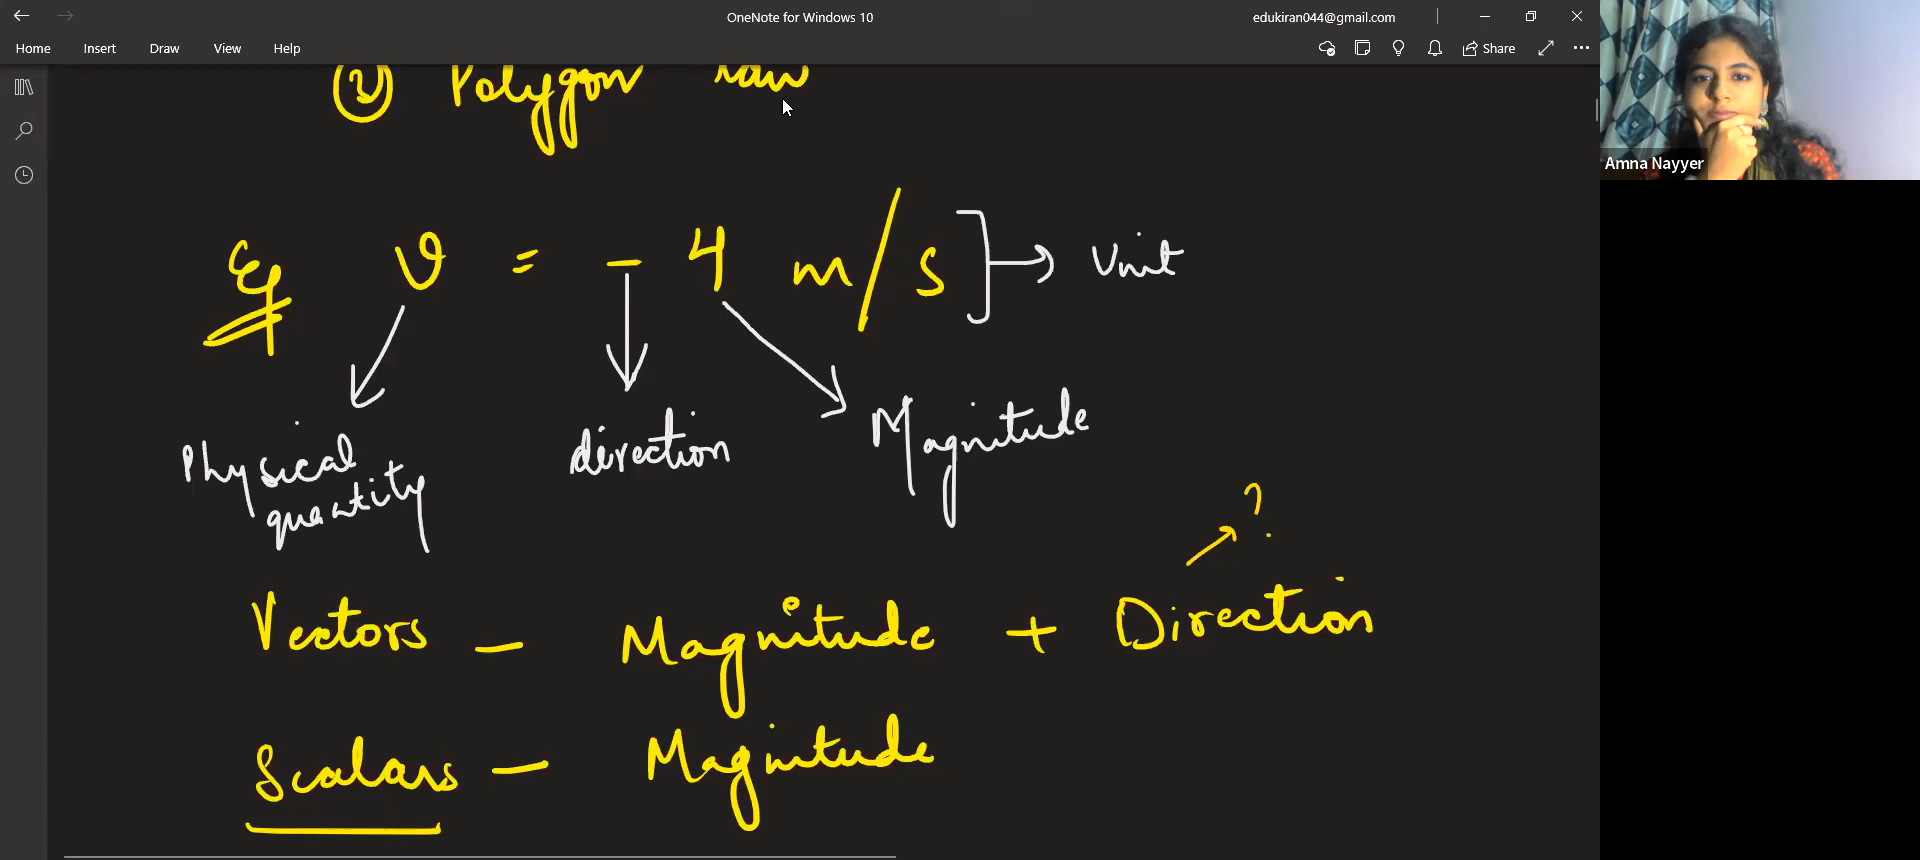 OneNote for Windows 10
edukiran044@gmail.com
Home Insert Draw View Help
Share
Polygon law
Eg v = - 4 m/s → Unit
Physical quantity
direction
Magnitude
?
Vectors - Magnitude + Direction
Scalars - Magnitude
Amna Nayyer